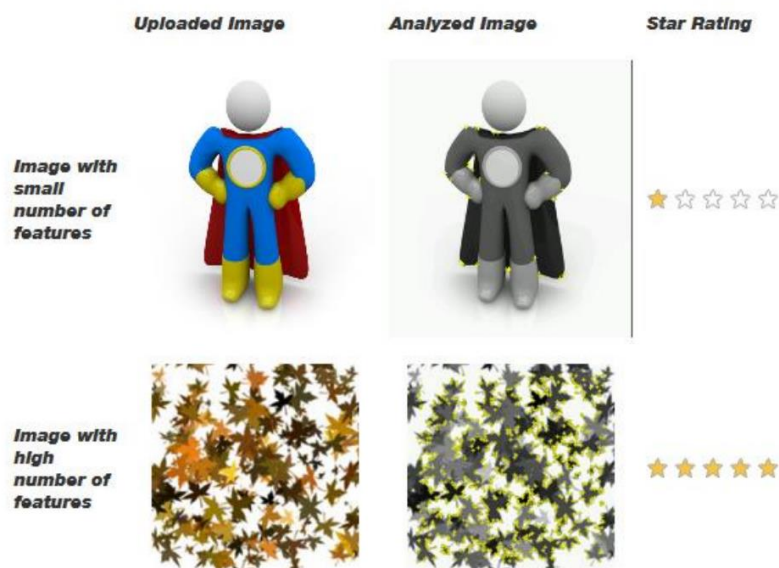 Uploaded Image
Analyzed Image
Star Rating
Image with
small
number of
features
Image with
high
number of
features